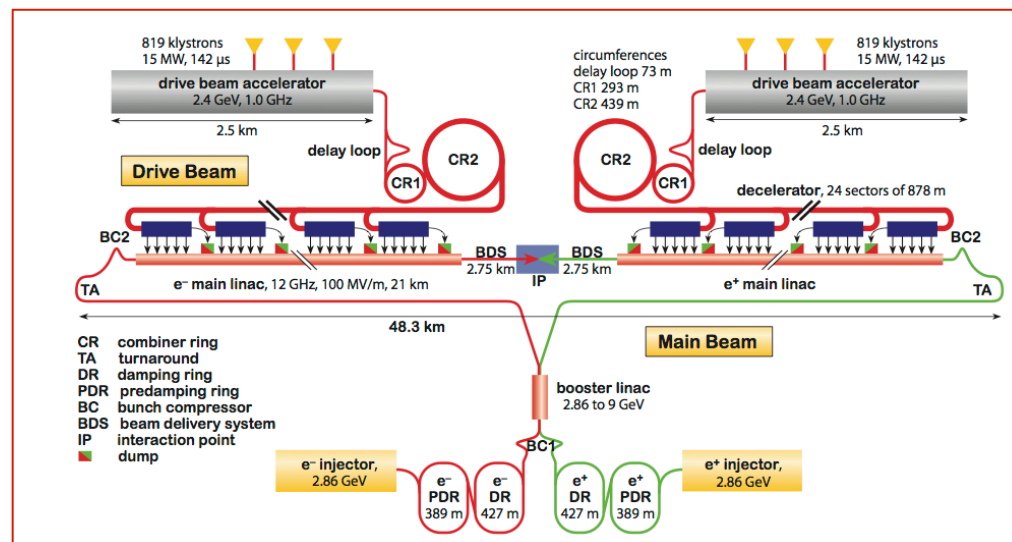 819 klystrons
15 MW, 142 µs
drive beam accelerator
2.4 GeV, 1.0 GHz
2.5 km
delay loop
CR2
CR1
Drive Beam
circumferences
delay loop 73 m
CR1 293 m
CR2 439 m
819 klystrons
15 MW, 142 µs
drive beam accelerator
2.4 GeV, 1.0 GHz
2.5 km
delay loop
CR2
CR1
decelerator, 24 sectors of 878 m
BC2
BDS
2.75 km
BDS
2.75 km
IP
BC2
TA
e– main linac, 12 GHz, 100 MV/m, 21 km
e+ main linac
TA
48.3 km
Main Beam
CR combiner ring
TA turnaround
DR damping ring
PDR predamping ring
BC bunch compressor
BDS beam delivery system
IP interaction point
dump
booster linac
2.86 to 9 GeV
BC1
e– injector,
2.86 GeV
e–
PDR
389 m
e–
DR
427 m
e+
DR
427 m
e+
PDR
389 m
e+ injector,
2.86 GeV